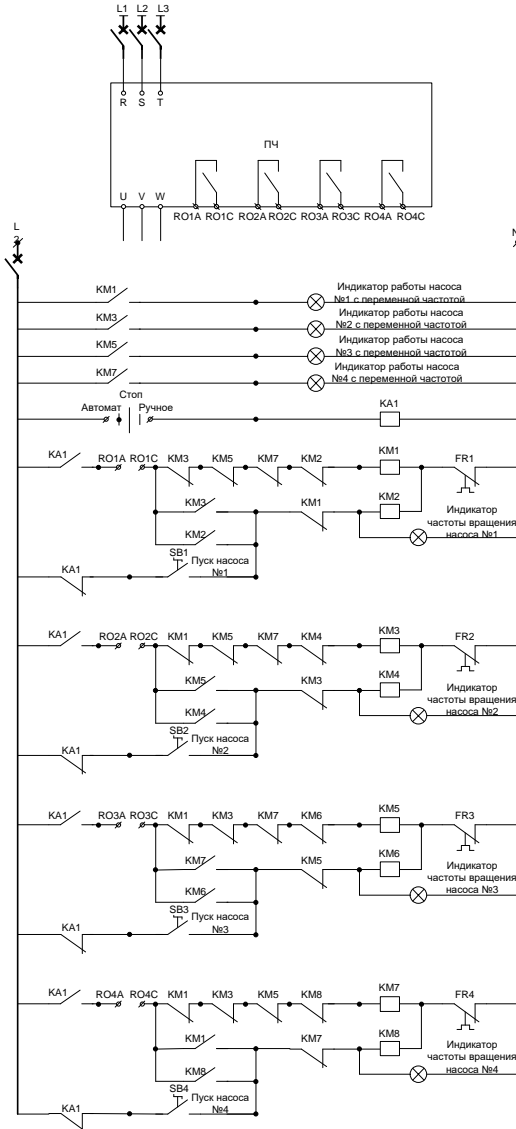 L1 L2 L3
R S T
ПЧ
U V W
RO1A RO1C RO2A RO2C RO3A RO3C RO4A RO4C
L
N
KM1
Индикатор работы насоса
№1 с переменной частотой
KM3
Индикатор работы насоса
№2 с переменной частотой
KM5
Индикатор работы насоса
№3 с переменной частотой
KM7
Индикатор работы насоса
№4 с переменной частотой
Стоп
Автомат Ручное
KA1
KA1 RO1A RO1C KM3 KM5 KM7 KM2 KM1 FR1
KM3 KM1 KM2
Индикатор
частоты вращения
насоса №1
KM2
KA1 SB1 Пуск насоса
№1
KA1 RO2A RO2C KM1 KM5 KM7 KM4 KM3 FR2
KM5 KM3 KM4
Индикатор
частоты вращения
насоса №2
KM4
KA1 SB2 Пуск насоса
№2
KA1 RO3A RO3C KM1 KM3 KM7 KM6 KM5 FR3
KM7 KM5 KM6
Индикатор
частоты вращения
насоса №3
KM6
KA1 SB3 Пуск насоса
№3
KA1 RO4A RO4C KM1 KM3 KM5 KM8 KM7 FR4
KM1 KM7 KM8
Индикатор
частоты вращения
насоса №4
KM8
KA1 SB4 Пуск насоса
№4